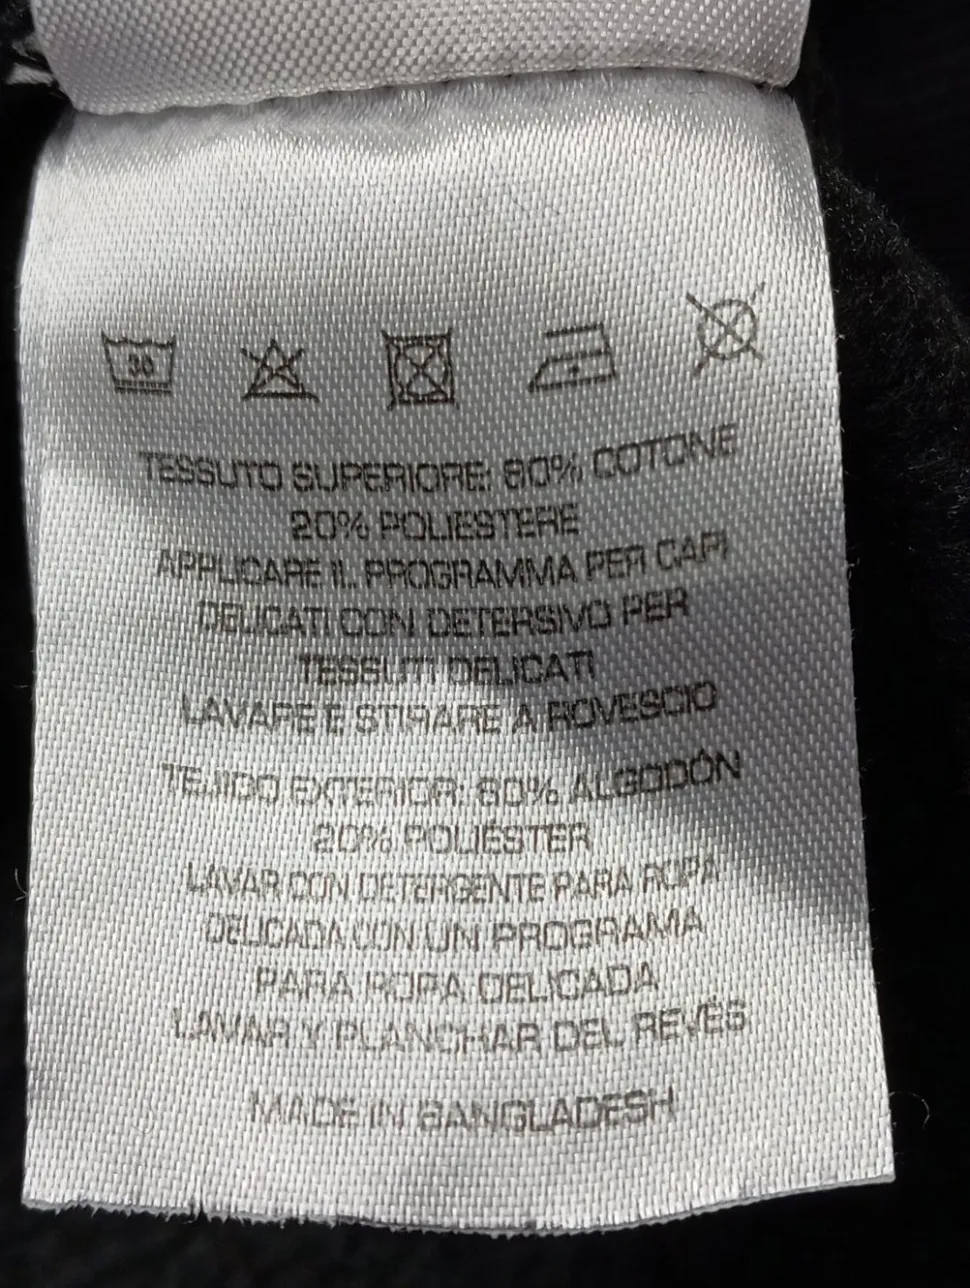 30
TESSUTO SUPERIORE: 80% COTONE
20% POLIESTERE
APPLICARE IL PROGRAMMA PER CAPI
DELICATI CON DETERSIVO PER
TESSUTI DELICATI
LAVARE E STIRARE A ROVESCIO
TEJIDO EXTERIOR: 80% ALGODÓN
20% POLIÉSTER
LAVAR CON DETERGENTE PARA ROPA
DELICADA CON UN PROGRAMA
PARA ROPA DELICADA
LAVAR Y PLANCHAR DEL REVÉS
MADE IN BANGLADESH